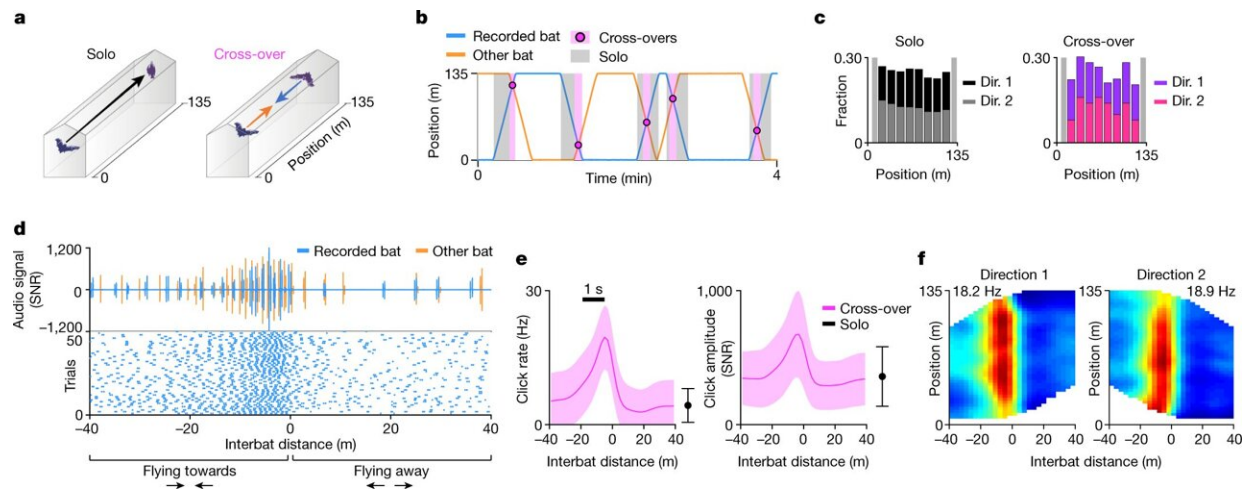 a
Solo
Cross-over
135
Position (m)
0
0
b
Recorded bat
Other bat
Cross-overs
Solo
135
Position (m)
0
0
Time (min)
4
c
Solo
Cross-over
0.30
Fraction
0
0
135
Position (m)
Dir. 1
Dir. 2
0.30
0
0
135
Position (m)
Dir. 1
Dir. 2
d
Recorded bat
Other bat
Audio signal
(SNR)
1,200
0
−1,200
Trials
50
0
−40
−20
0
20
40
Interbat distance (m)
Flying towards
Flying away
e
1 s
30
Click rate (Hz)
0
−40
−20
0
20
40
Interbat distance (m)
1,000
Click amplitude
(SNR)
0
−40
−20
0
20
40
Interbat distance (m)
Cross-over
Solo
f
Direction 1
18.2 Hz
135
Position (m)
0
−40
−20
0
20
40
Direction 2
18.9 Hz
135
Position (m)
0
−40
−20
0
20
40
Interbat distance (m)